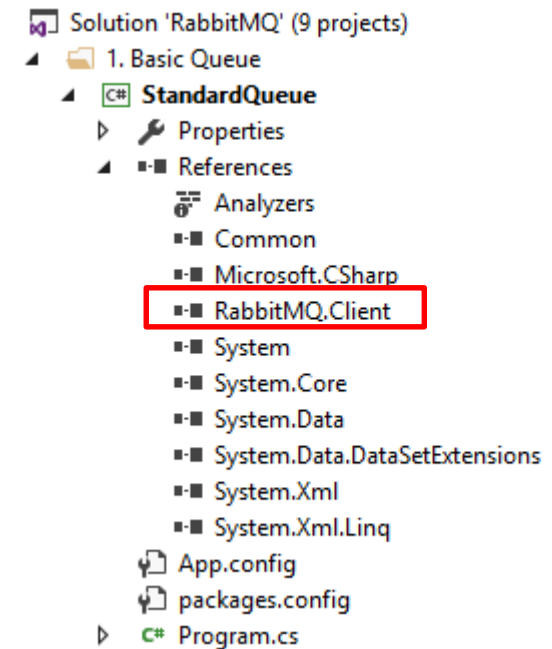 Solution 'RabbitMQ' (9 projects)
1. Basic Queue
C# StandardQueue
Properties
References
Analyzers
Common
Microsoft.CSharp
RabbitMQ.Client
System
System.Core
System.Data
System.Data.DataSetExtensions
System.Xml
System.Xml.Linq
App.config
packages.config
C# Program.cs